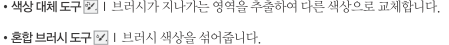 • 색상 대체 도구 | 브러시가 지나가는 영역을 추출하여 다른 색상으로 교체합니다.
• 혼합 브러시 도구 | 브러시 색상을 섞어줍니다.